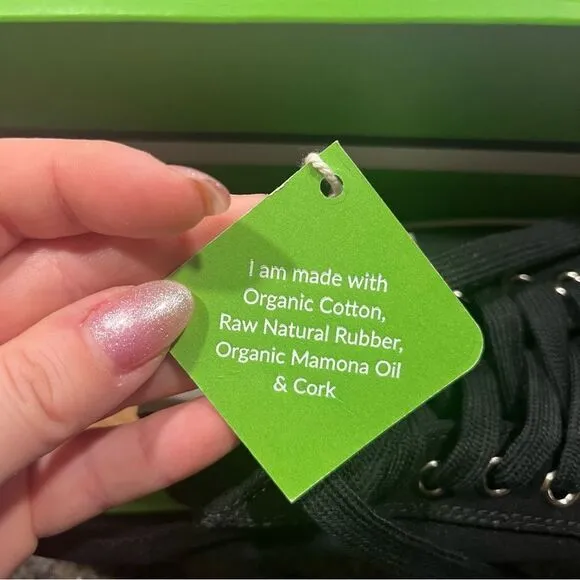 I am made with
Organic Cotton,
Raw Natural Rubber,
Organic Mamona Oil
& Cork